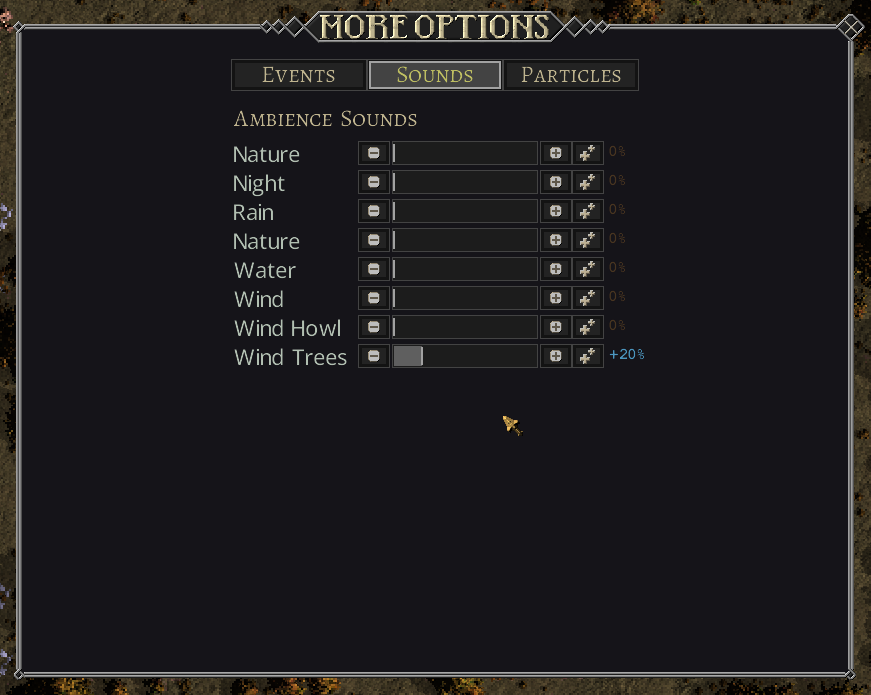 MORE OPTIONS
EVENTS SOUNDS PARTICLES
AMBIENCE SOUNDS
Nature 0%
Night 0%
Rain 0%
Nature 0%
Water 0%
Wind 0%
Wind Howl 0%
Wind Trees +20%